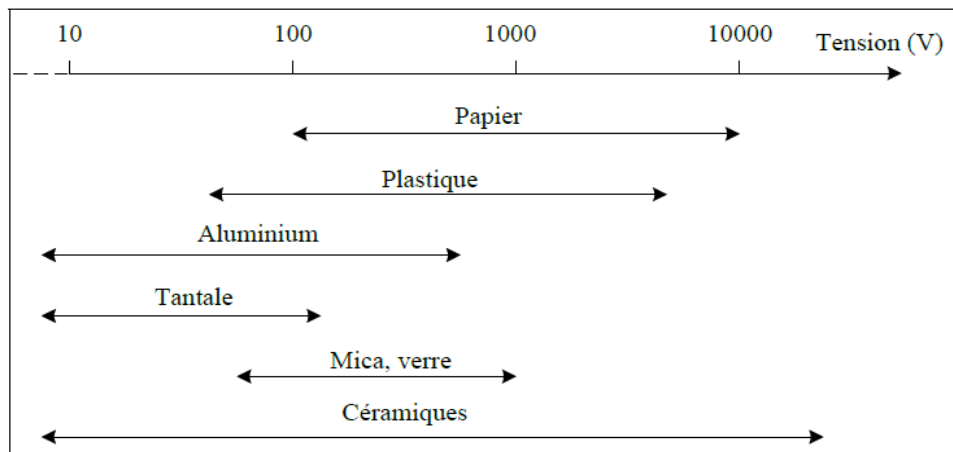 10 100 1000 10000 Tension (V)
Papier
Plastique
Aluminium
Tantale
Mica, verre
Céramiques